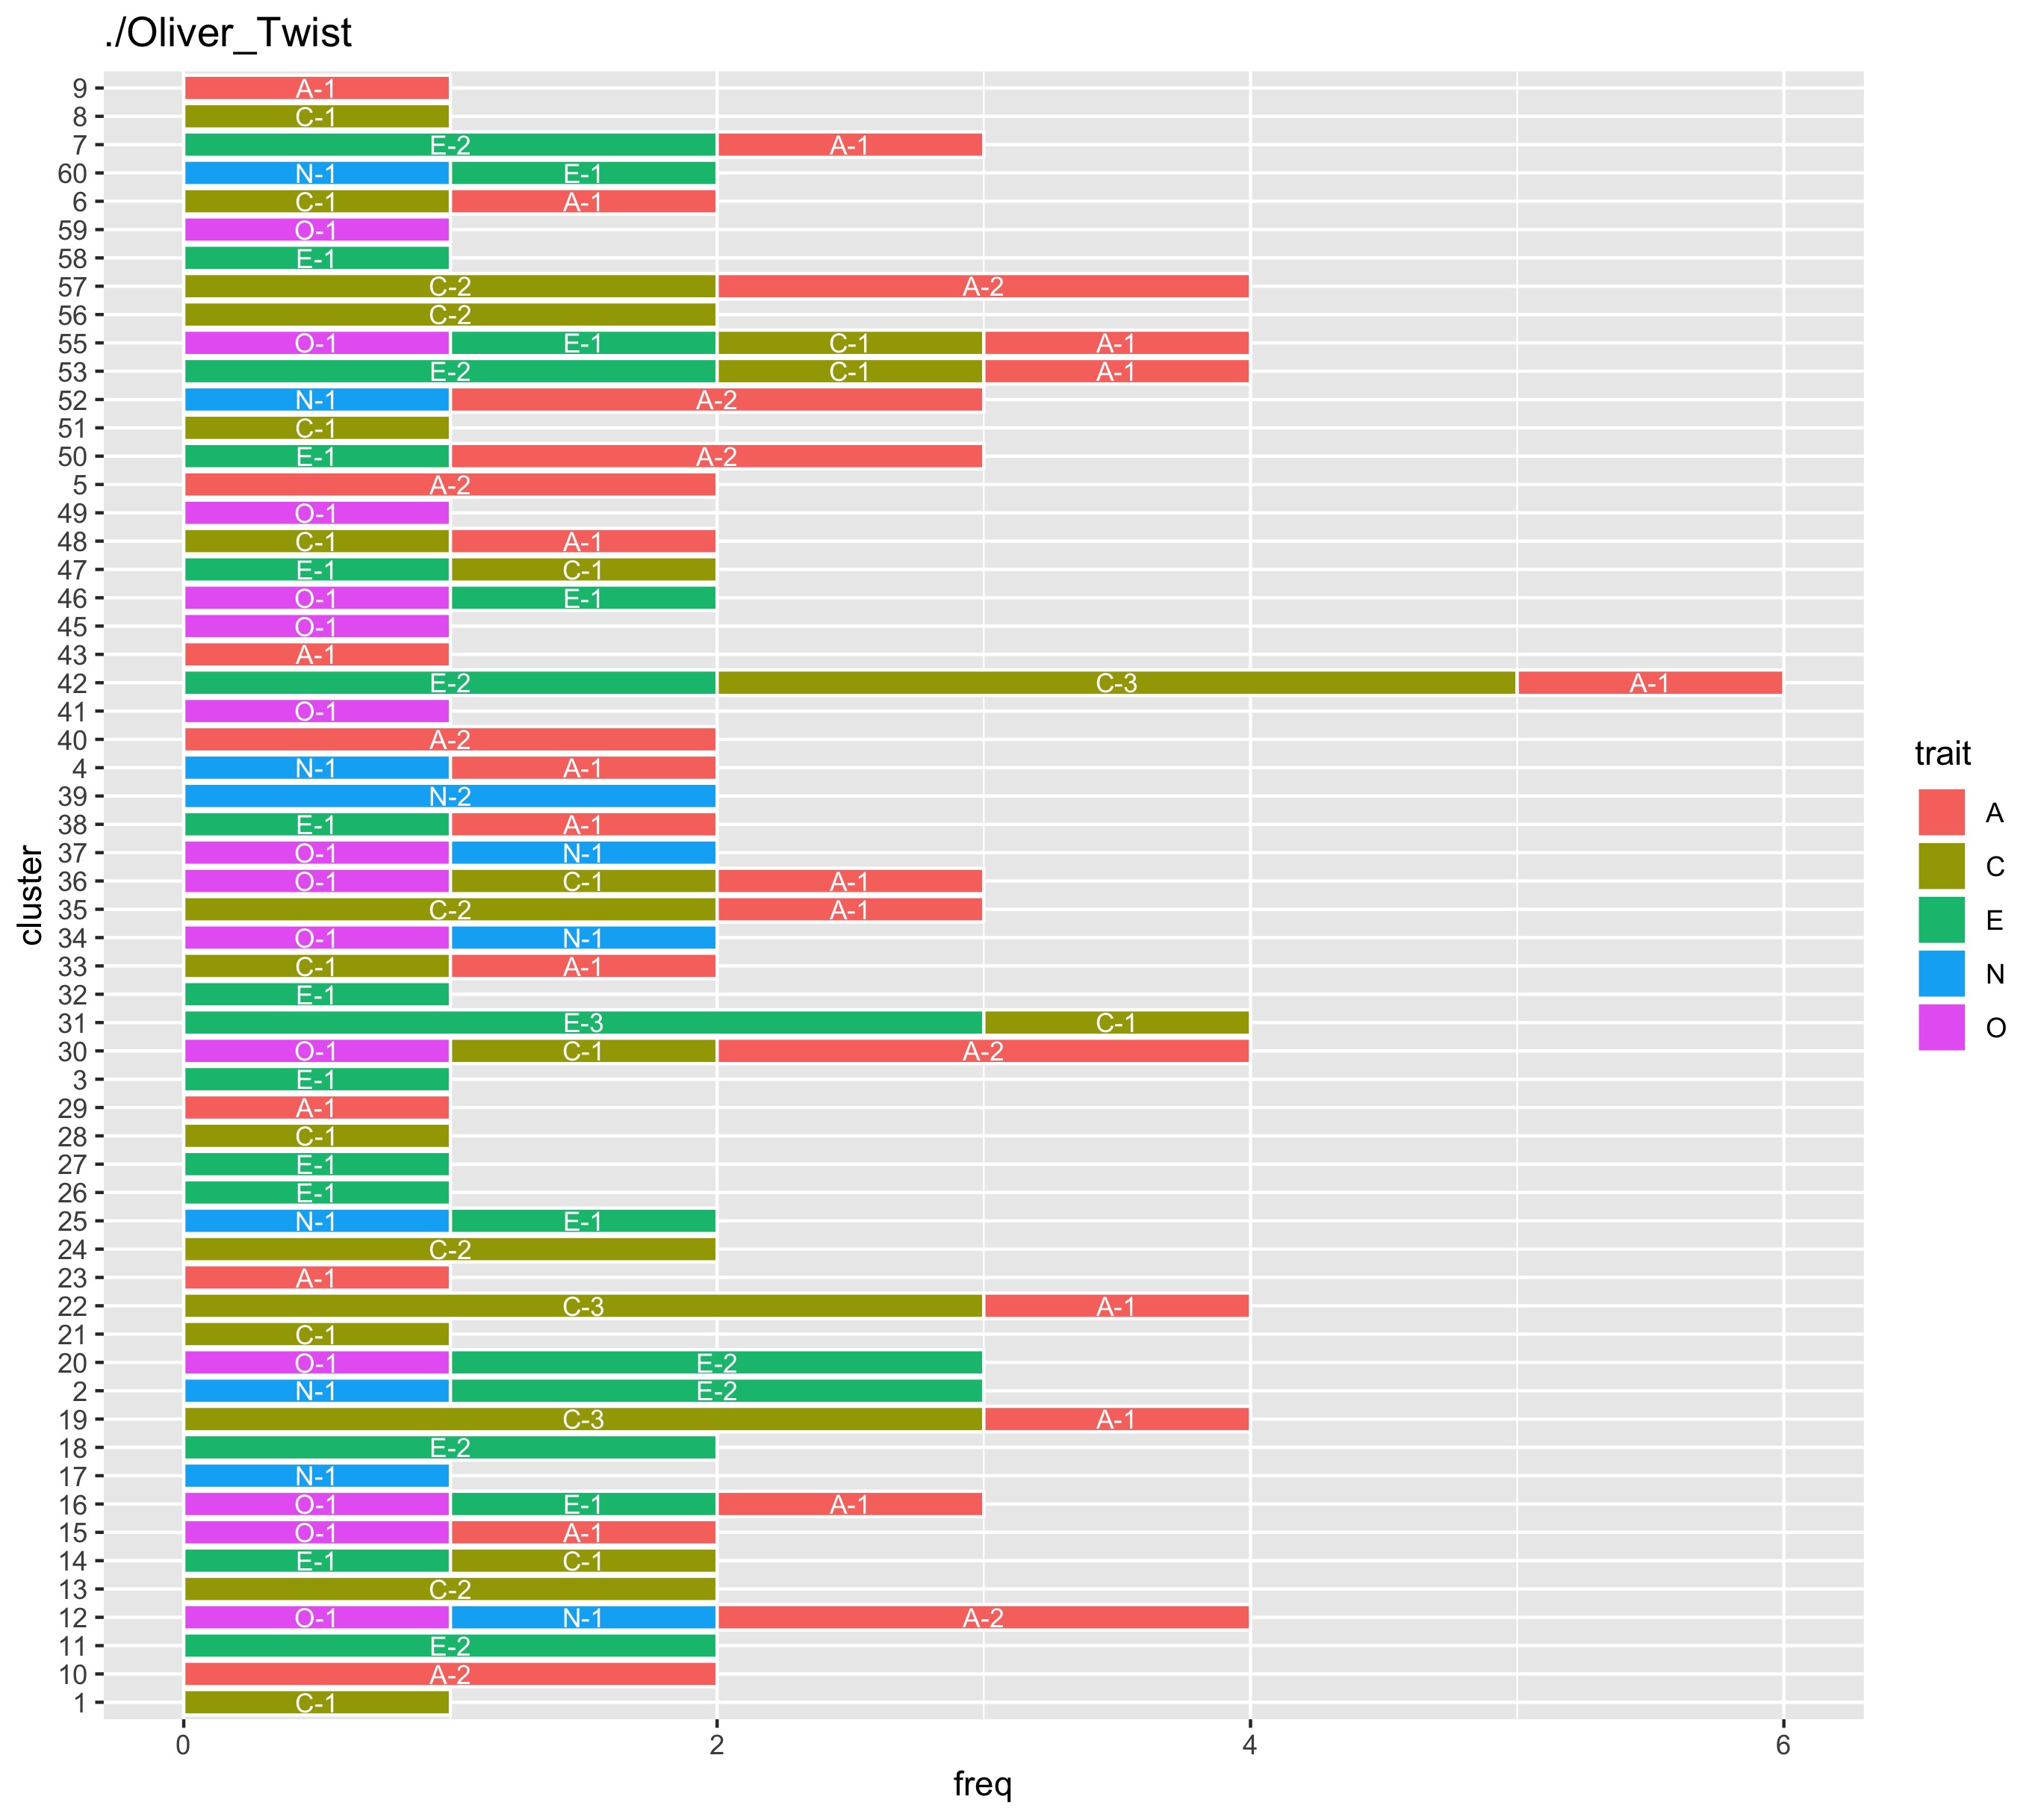 ./Oliver_Twist
9 A-1
8 C-1
7 E-2 A-1
60 N-1 E-1
6 C-1 A-1
59 O-1
58 E-1
57 C-2 A-2
56 C-2
55 O-1 E-1 C-1 A-1
53 E-2 C-1 A-1
52 N-1 A-2
51 C-1
50 E-1 A-2
5 A-2
49 O-1
48 C-1 A-1
47 E-1 C-1
46 O-1 E-1
45 O-1
43 A-1
42 E-2 C-3 A-1
41 O-1
40 A-2
4 N-1 A-1
39 N-2
38 E-1 A-1
37 O-1 N-1
36 O-1 C-1 A-1
35 C-2 A-1
34 O-1 N-1
33 C-1 A-1
32 E-1
31 E-3 C-1
30 O-1 C-1 A-2
3 E-1
29 A-1
28 C-1
27 E-1
26 E-1
25 N-1 E-1
24 C-2
23 A-1
22 C-3 A-1
21 C-1
20 O-1 E-2
2 N-1 E-2
19 C-3 A-1
18 E-2
17 N-1
16 O-1 E-1 A-1
15 O-1 A-1
14 E-1 C-1
13 C-2
12 O-1 N-1 A-2
11 E-2
10 A-2
1 C-1
0 2 4 6
freq
cluster
trait
A
C
E
N
O